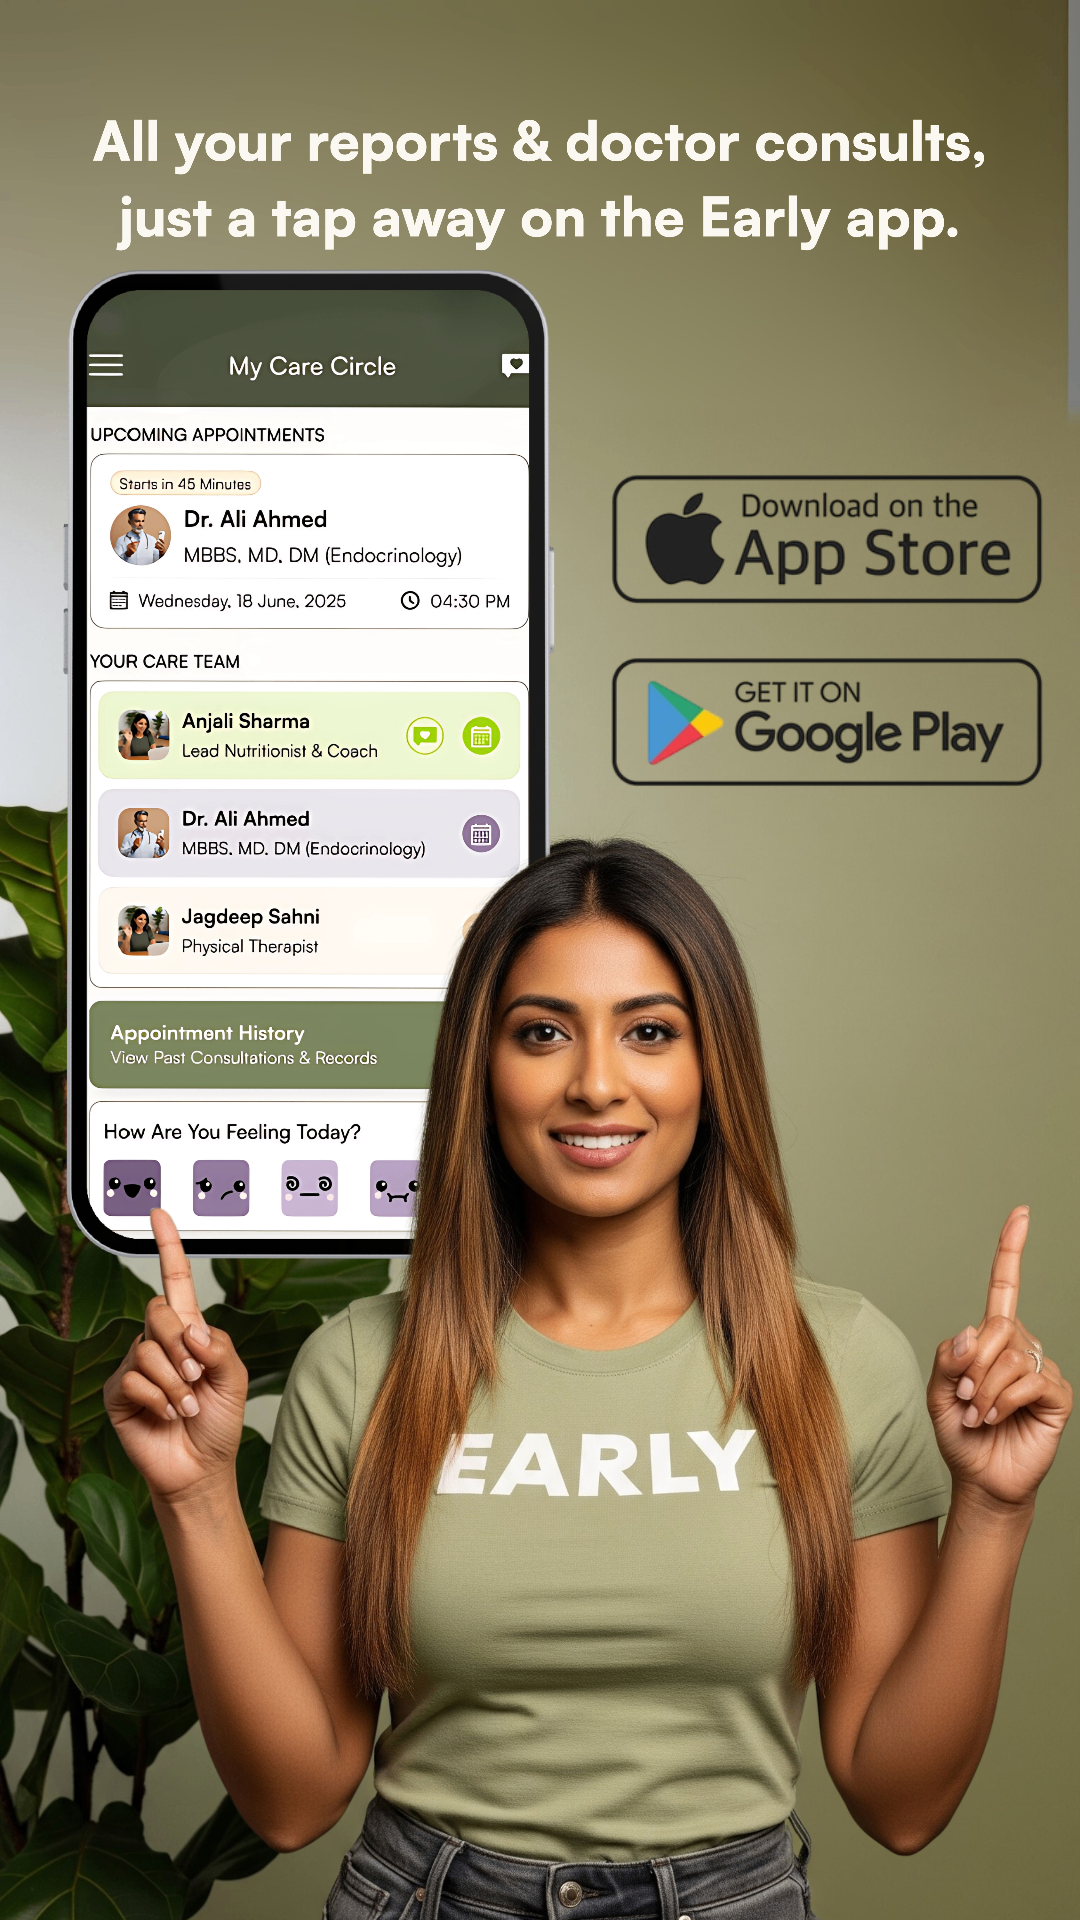 All your reports & doctor consults,
just a tap away on the Early app.
My Care Circle
UPCOMING APPOINTMENTS
Starts in 45 Minutes
Dr. Ali Ahmed
MBBS, MD, DM (Endocrinology)
Wednesday, 18 June, 2025 04:30 PM
YOUR CARE TEAM
Anjali Sharma
Lead Nutritionist & Coach
Dr. Ali Ahmed
MBBS, MD, DM (Endocrinology)
Jagdeep Sahni
Physical Therapist
Appointment History
View Past Consultations & Records
How Are You Feeling Today?
Download on the
App Store
GET IT ON
Google Play
EARLY